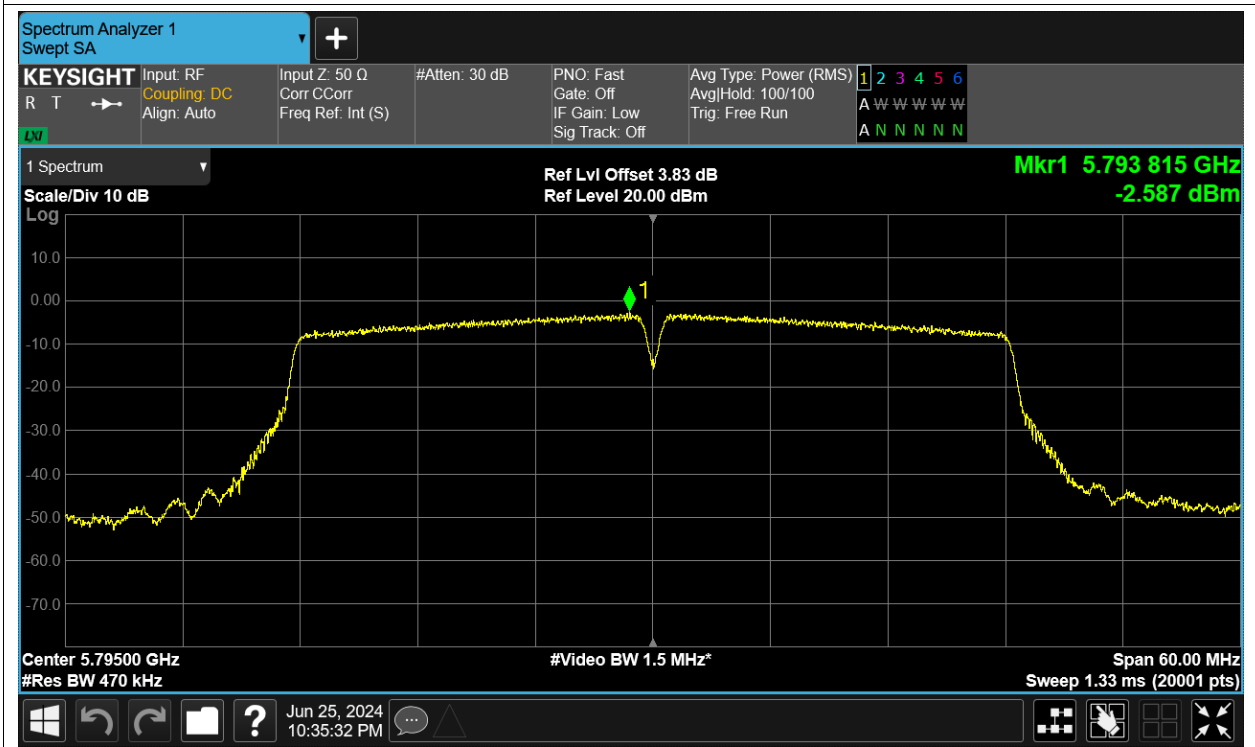 Spectrum Analyzer 1
Swept SA
KEYSIGHT
R T
LXI
Input: RF
Coupling: DC
Align: Auto
Input Z: 50 Ω
Corr CCorr
Freq Ref: Int (S)
#Atten: 30 dB
PNO: Fast
Gate: Off
IF Gain: Low
Sig Track: Off
Avg Type: Power (RMS)
Avg|Hold: 100/100
Trig: Free Run
1 2 3 4 5 6
A W W W W W
A N N N N N
1 Spectrum
Scale/Div 10 dB
Log
Ref Lvl Offset 3.83 dB
Ref Level 20.00 dBm
Mkr1 5.793 815 GHz
-2.587 dBm
10.0
0.00
-10.0
-20.0
-30.0
-40.0
-50.0
-60.0
-70.0
1
Center 5.79500 GHz
#Res BW 470 kHz
#Video BW 1.5 MHz*
Span 60.00 MHz
Sweep 1.33 ms (20001 pts)
?
Jun 25, 2024
10:35:32 PM